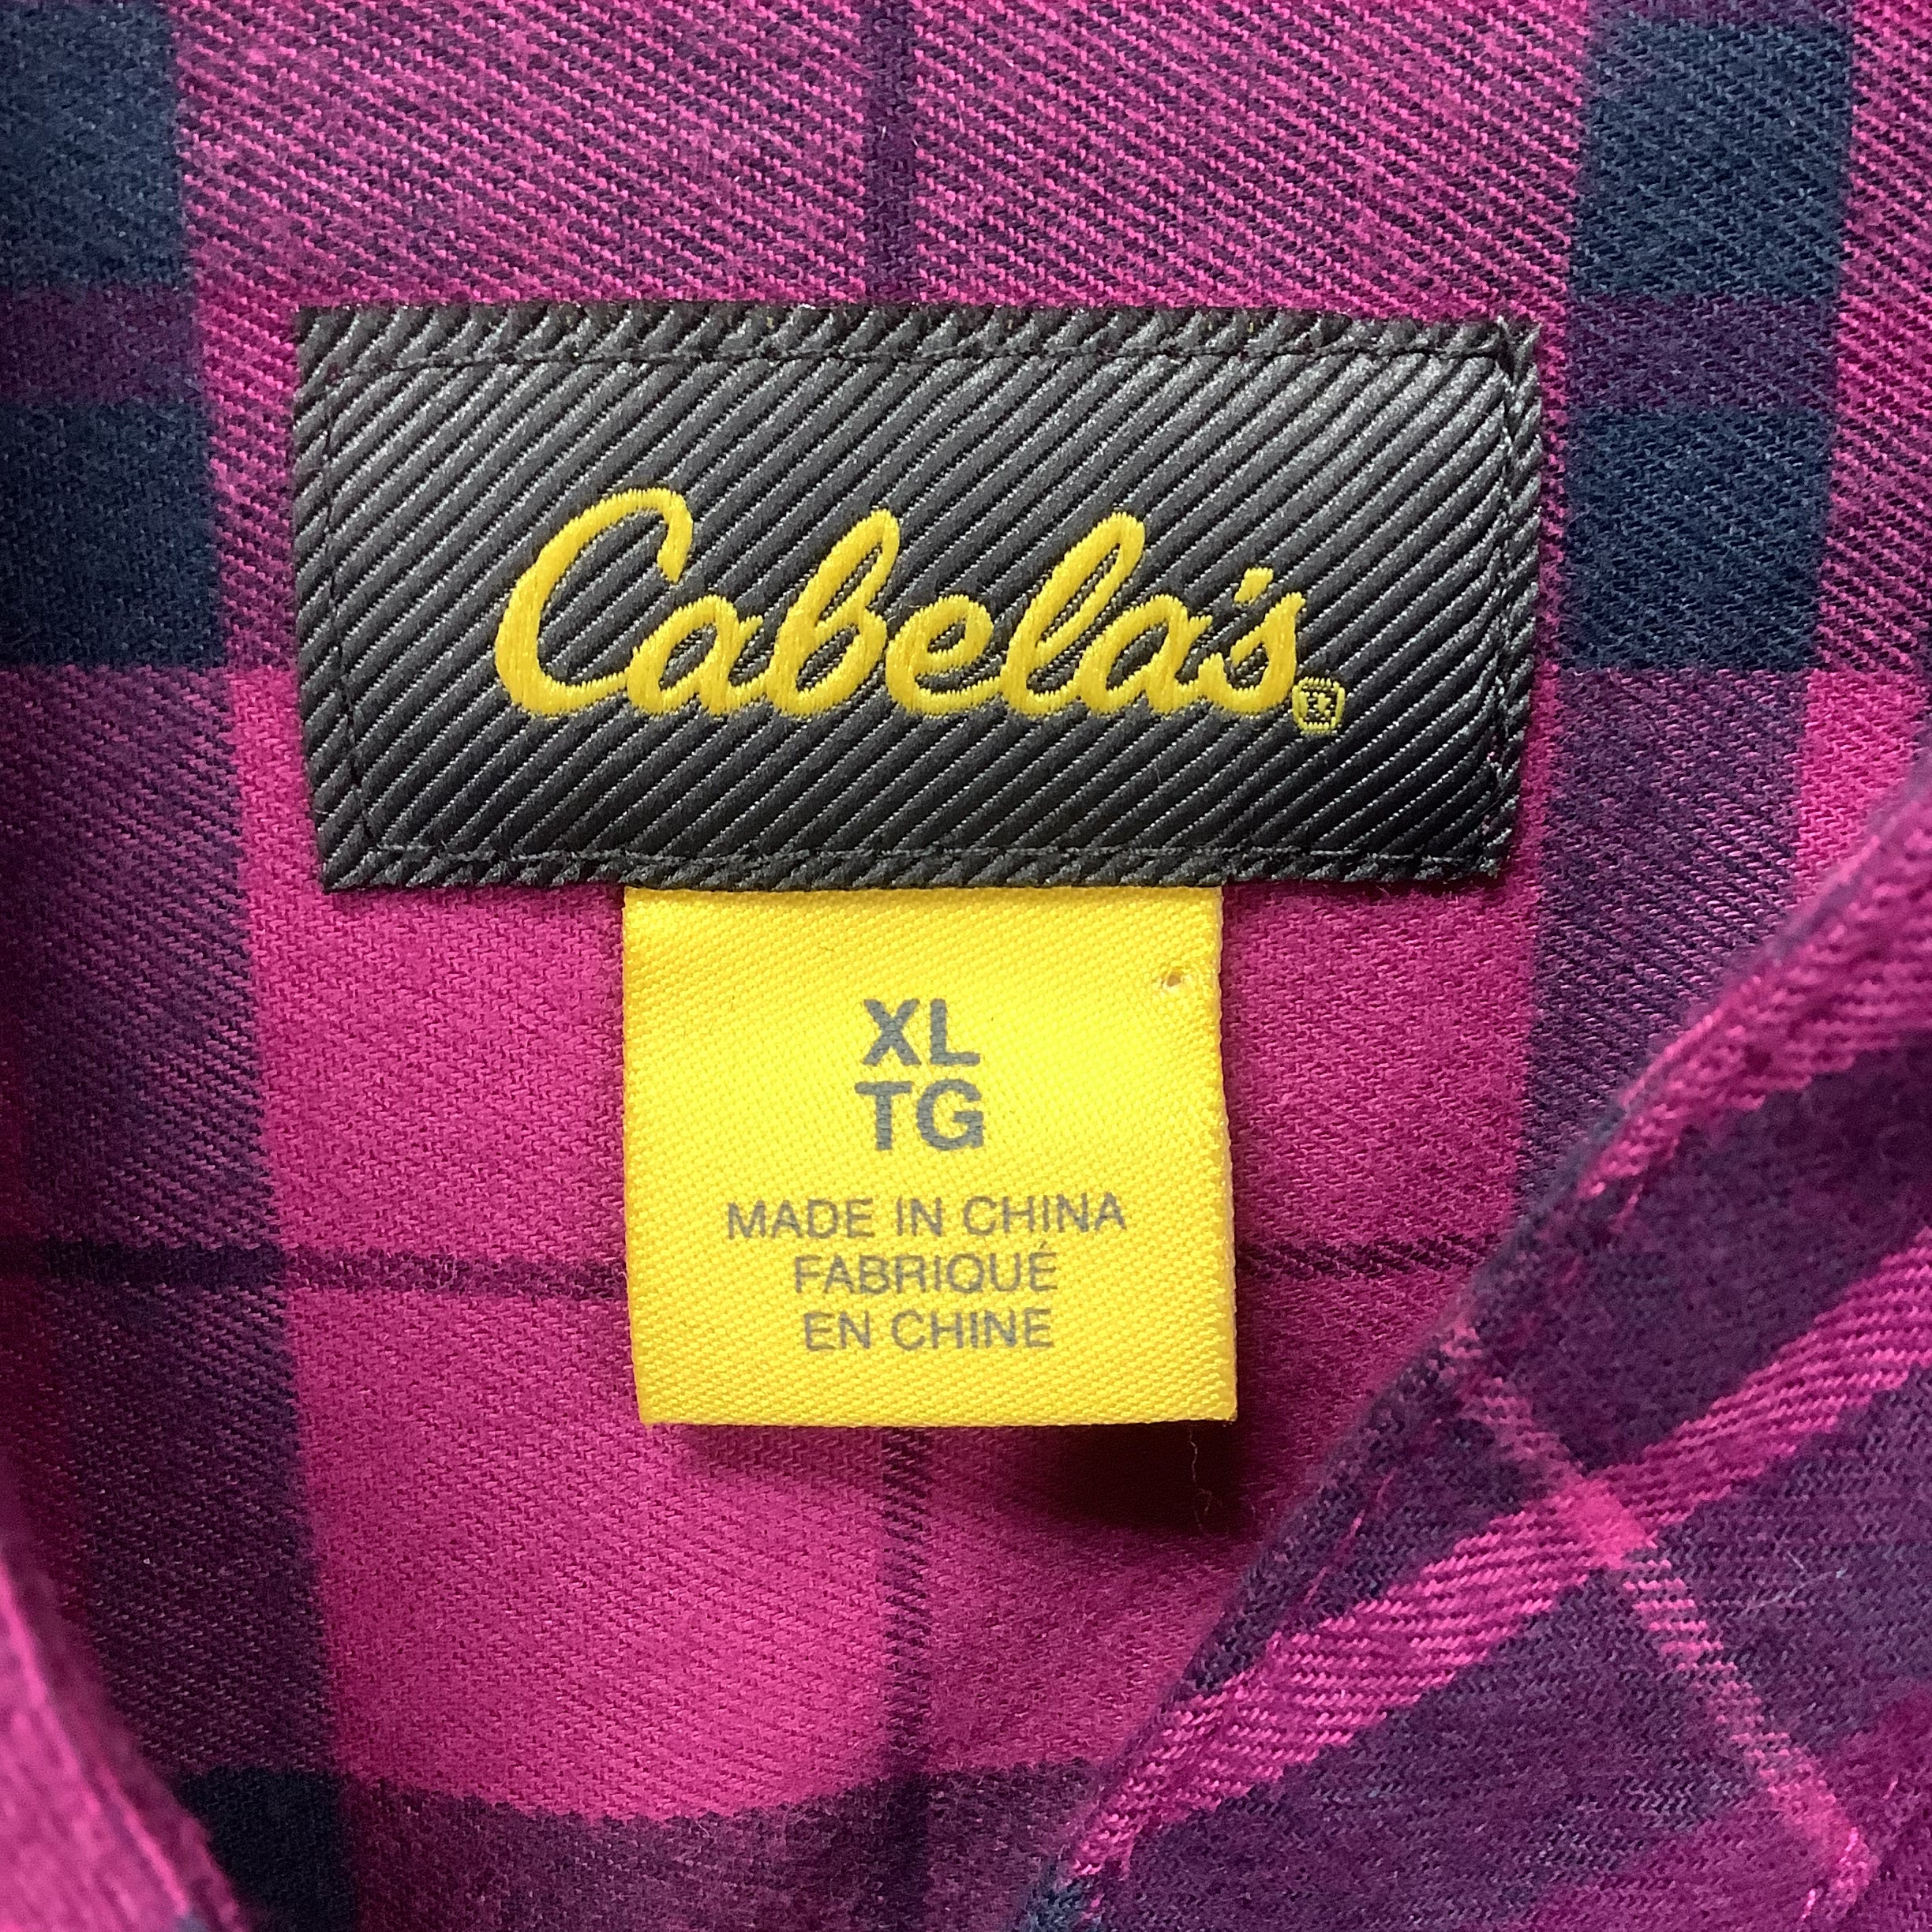 Cabela's®
XL
TG
MADE IN CHINA
FABRIQUÉ
EN CHINE